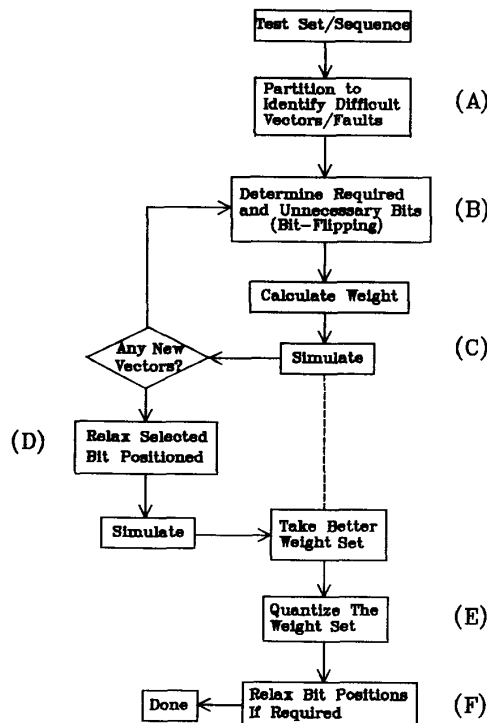 Test Set/Sequence
Partition to
Identify Difficult
Vectors/Faults
(A)
Determine Required
and Unnecessary Bits
(Bit-Flipping)
(B)
Calculate Weight
Simulate
(C)
Any New
Vectors?
(D)
Relax Selected
Bit Positioned
Simulate
Take Better
Weight Set
Quantize The
Weight Set
(E)
Relax Bit Positions
If Required
(F)
Done